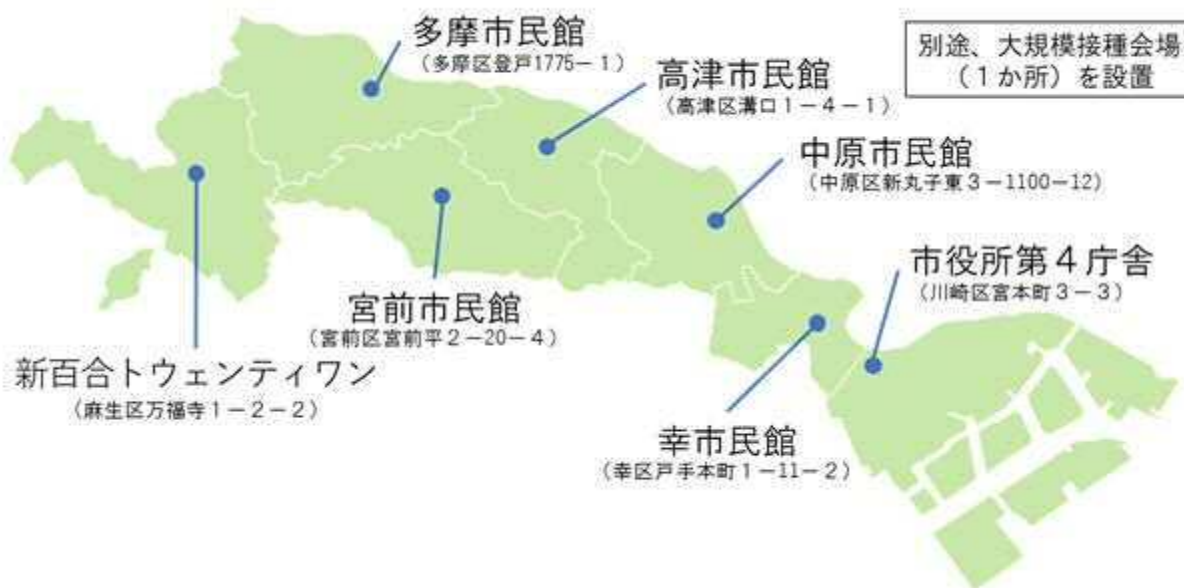 多摩市民館
（多摩区登戸1775－1）
別途、大規模接種会場
（１か所）を設置
高津市民館
（高津区溝口１－４－１）
中原市民館
（中原区新丸子東３－1100－12）
市役所第４庁舎
（川崎区宮本町３－３）
宮前市民館
（宮前区宮前平２－20－４）
新百合トウェンティワン
（麻生区万福寺１－２－２）
幸市民館
（幸区戸手本町１－11－２）